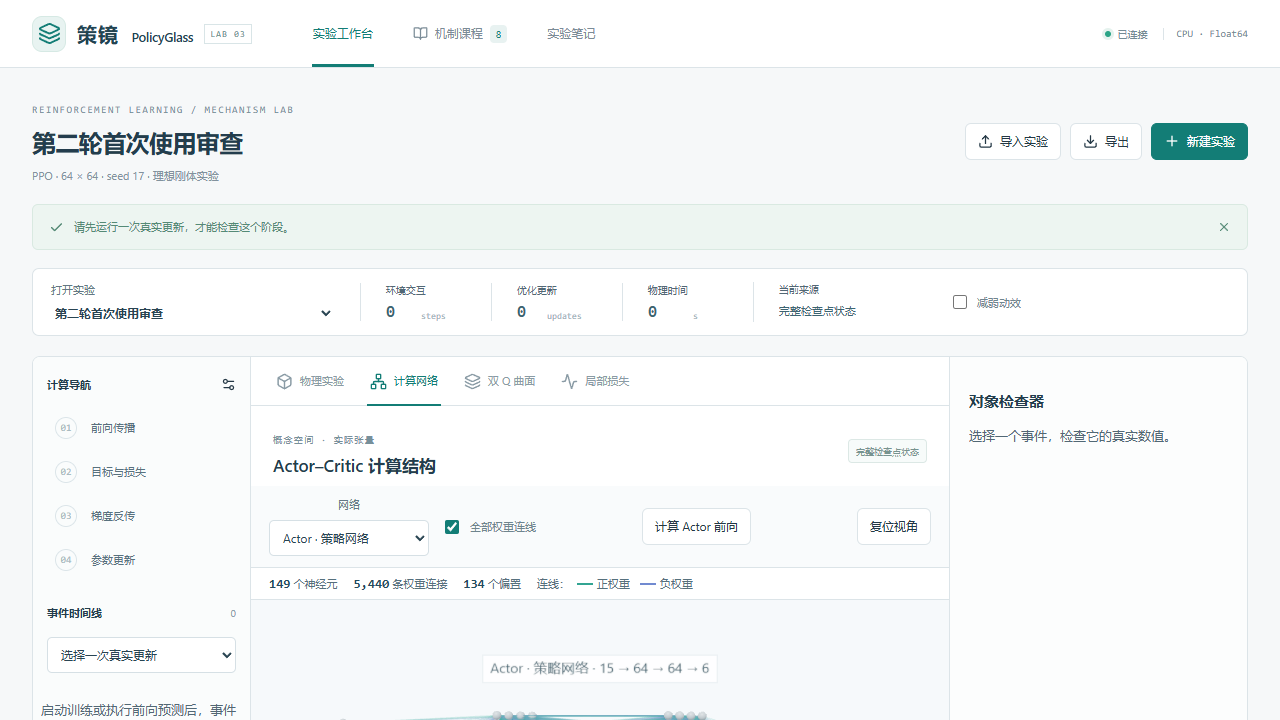 策镜 PolicyGlass LAB 03 实验工作台 机制课程 8 实验笔记 已连接 CPU · Float64
REINFORCEMENT LEARNING / MECHANISM LAB
第二轮首次使用审查
导入实验 导出 新建实验
PPO · 64 × 64 · seed 17 · 理想刚体实验
请先运行一次真实更新，才能检查这个阶段。
打开实验 环境交互 优化更新 物理时间 当前来源
第二轮首次使用审查 0 steps 0 updates 0 s 完整检查点状态 减弱动效
计算导航 物理实验 计算网络 双 Q 曲面 局部损失
对象检查器
选择一个事件，检查它的真实数值。
01 前向传播
02 目标与损失
03 梯度反传
04 参数更新
概念空间 · 实际张量
Actor–Critic 计算结构
完整检查点状态
网络
Actor · 策略网络 全部权重连线 计算 Actor 前向 复位视角
149 个神经元 5,440 条权重连接 134 个偏置 连线： 正权重 负权重
事件时间线 0
选择一次真实更新
Actor · 策略网络 · 15 → 64 → 64 → 6
启动训练或执行前向预测后，事件